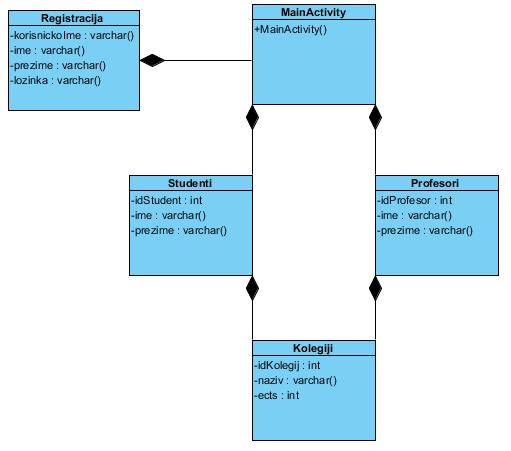 Registracija
-korisnickoIme : varchar()
-ime : varchar()
-prezime : varchar()
-lozinka : varchar()
MainActivity
+MainActivity()
Studenti
-idStudent : int
-ime : varchar()
-prezime : varchar()
Profesori
-idProfesor : int
-ime : varchar()
-prezime : varchar()
Kolegiji
-idKolegij : int
-naziv : varchar()
-ects : int